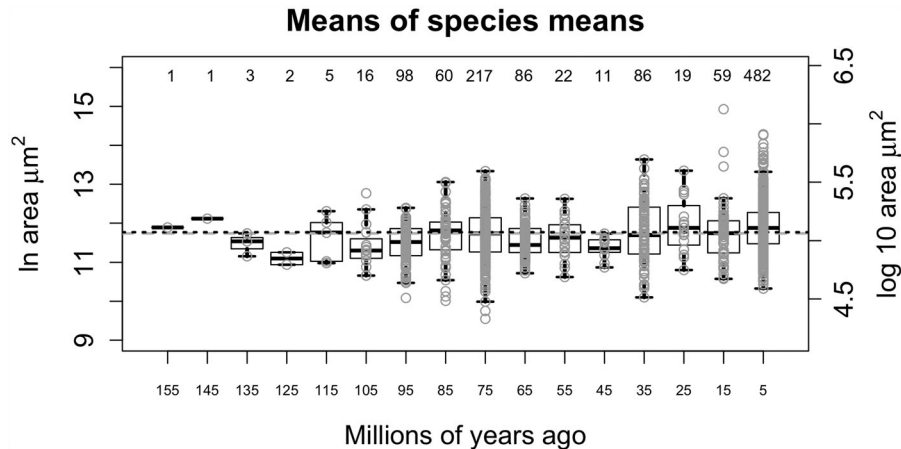 Means of species means
1 1 3 2 5 16 98 60 217 86 22 11 86 19 59 482
ln area μm²
15
13
11
9
log 10 area μm²
6.5
5.5
4.5
155 145 135 125 115 105 95 85 75 65 55 45 35 25 15 5
Millions of years ago